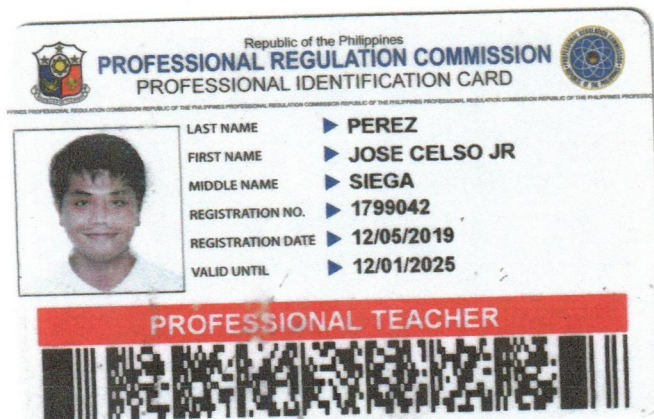 Republic of the Philippines
PROFESSIONAL REGULATION COMMISSION
PROFESSIONAL IDENTIFICATION CARD
LAST NAME PEREZ
FIRST NAME JOSE CELSO JR
MIDDLE NAME SIEGA
REGISTRATION NO. 1799042
REGISTRATION DATE 12/05/2019
VALID UNTIL 12/01/2025
PROFESSIONAL TEACHER